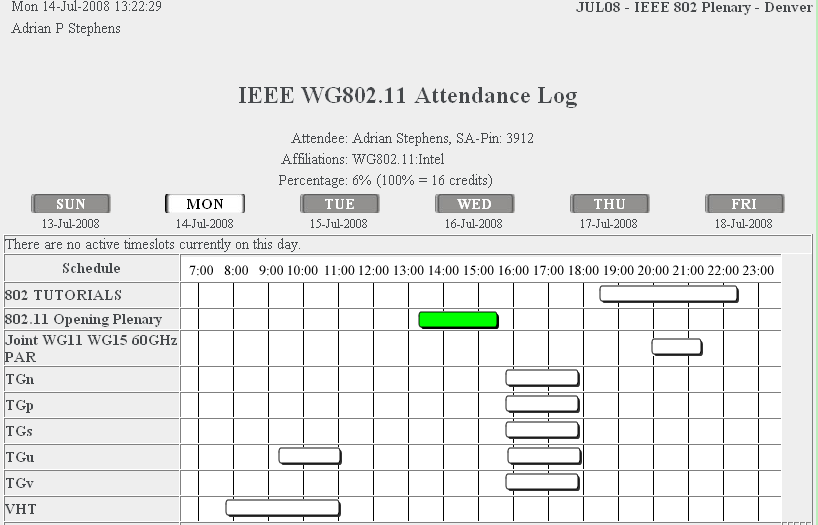 Mon 14-Jul-2008 13:22:29
JUL08 - IEEE 802 Plenary - Denver
Adrian P Stephens
IEEE WG802.11 Attendance Log
Attendee: Adrian Stephens, SA-Pin: 3912
Affiliations: WG802.11:Intel
Percentage: 6% (100% = 16 credits)
SUN MON TUE WED THU FRI
13-Jul-2008 14-Jul-2008 15-Jul-2008 16-Jul-2008 17-Jul-2008 18-Jul-2008
There are no active timeslots currently on this day.
Schedule 7:00 8:00 9:00 10:00 11:00 12:00 13:00 14:00 15:00 16:00 17:00 18:00 19:00 20:00 21:00 22:00 23:00
802 TUTORIALS
802.11 Opening Plenary
Joint WG11 WG15 60GHz
PAR
TGn
TGp
TGs
TGu
TGv
VHT